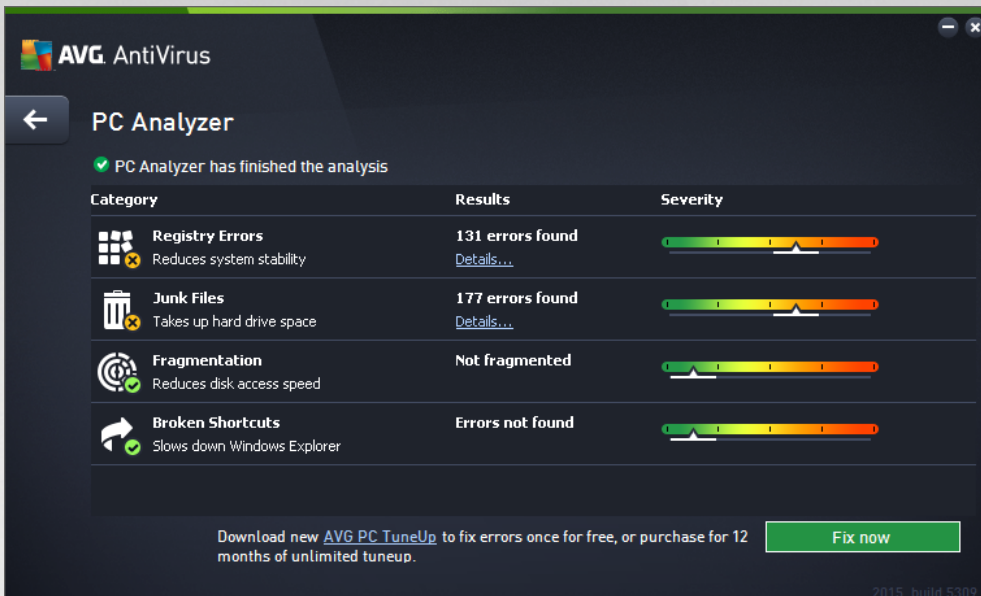 AVG. AntiVirus
PC Analyzer
PC Analyzer has finished the analysis
Category Results Severity
Registry Errors 131 errors found
Reduces system stability Details...
Junk Files 177 errors found
Takes up hard drive space Details...
Fragmentation Not fragmented
Reduces disk access speed
Broken Shortcuts Errors not found
Slows down Windows Explorer
Download new AVG PC TuneUp to fix errors once for free, or purchase for 12
months of unlimited tuneup.
Fix now
2015, build 5309